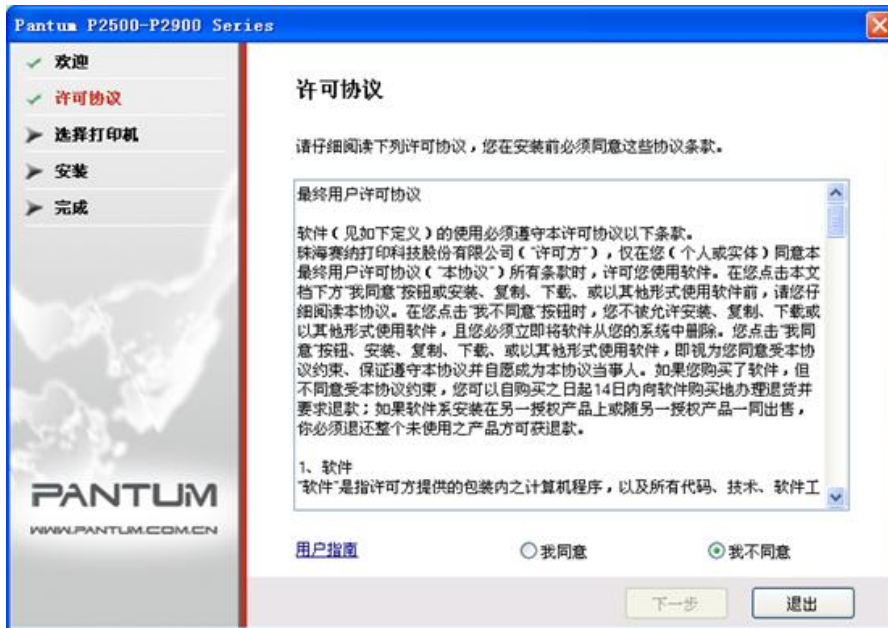 Pantum P2500-P2900 Series
欢迎
许可协议
选择打印机
安装
完成
PANTUM
WWW.PANTUM.COM.CN
许可协议
请仔细阅读下列许可协议，您在安装前必须同意这些协议条款。
最终用户许可协议
软件（见如下定义）的使用必须遵守本许可协议以下条款。
珠海赛纳打印科技股份有限公司（“许可方”），仅在您（个人或实体）同意本
最终用户许可协议（“本协议”）所有条款时，许可您使用软件。在您点击本文
档下方“我同意”按钮或安装、复制、下载、或以其他形式使用软件前，请您仔
细阅读本协议。在您点击“我不同意”按钮时，您不被允许安装、复制、下载或
以其他形式使用软件，且您必须立即将软件从您的系统中删除。您点击“我同
意”按钮、安装、复制、下载、或以其他形式使用软件，即视为您同意受本协
议约束、保证遵守本协议并自愿成为本协议当事人。如果您购买了软件，但
不同意受本协议约束，您可以自购买之日起14日内向软件购买地办理退货并
要求退款；如果软件系安装在另一授权产品上或随另一授权产品一同出售，
你必须退还整个未使用之产品方可获退款。
1、软件
“软件”是指许可方提供的包装内之计算机程序，以及所有代码、技术、软件工
用户指南
我同意
我不同意
下一步
退出